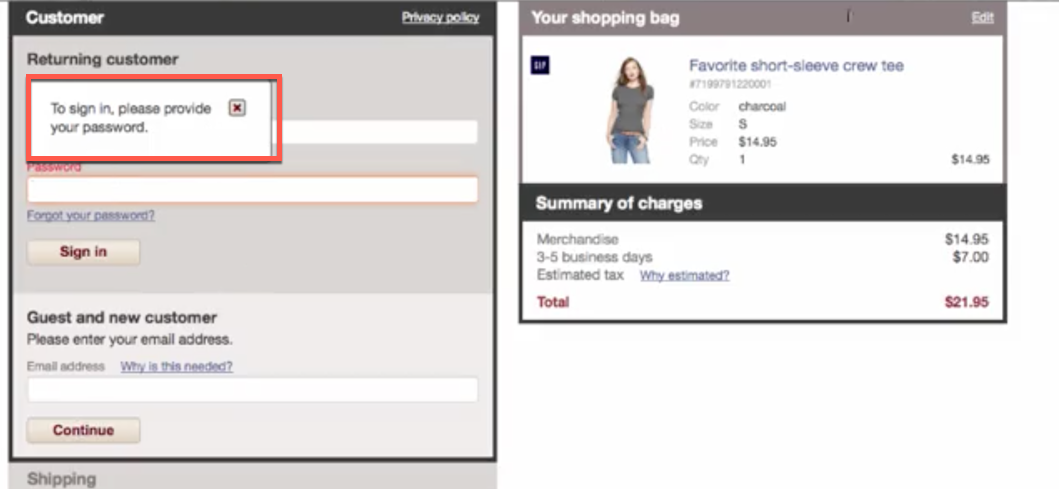 Customer
Privacy policy
Returning customer
To sign in, please provide
your password.
Password
Forgot your password?
Sign in
Guest and new customer
Please enter your email address.
Email address Why is this needed?
Continue
Shipping
Your shopping bag
Edit
GAP
Favorite short-sleeve crew tee
#7199791220001
Color charcoal
Size S
Price $14.95
Qty 1 $14.95
Summary of charges
Merchandise $14.95
3-5 business days $7.00
Estimated tax Why estimated?
Total $21.95